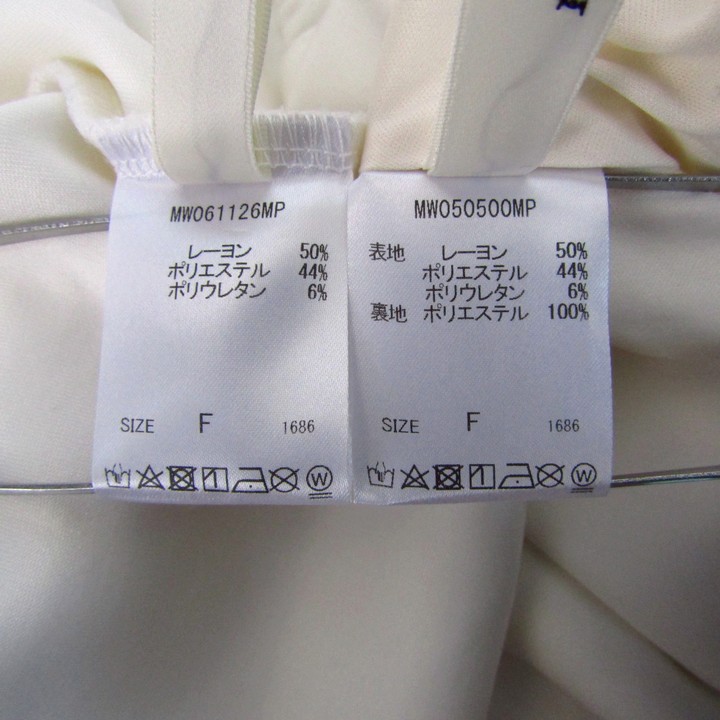 MW061126MP
レーヨン 50%
ポリエステル 44%
ポリウレタン 6%
SIZE F 1686
MW050500MP
表地 レーヨン 50%
ポリエステル 44%
ポリウレタン 6%
裏地 ポリエステル 100%
SIZE F 1686